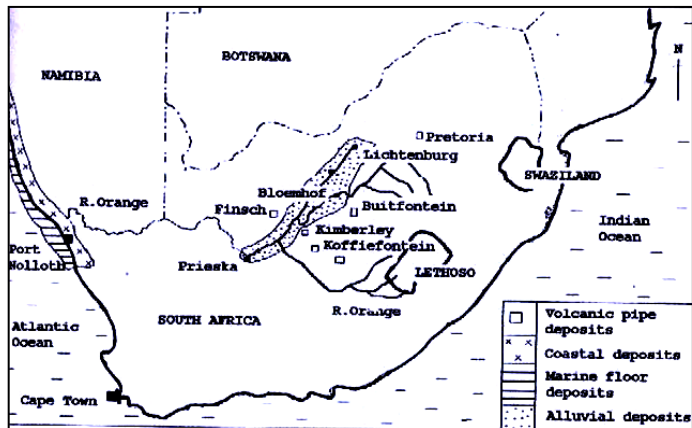 NAMIBIA
BOTSWANA
N
Pretoria
Lichtenburg
SWAZILAND
Bloemhof
R.Orange
Finsch
Buitfontein
Indian
Ocean
Kimberley
Port
Nolloth
Koffiefontein
Prieska
LETHOSO
SOUTH AFRICA
R.Orange
Atlantic
Ocean
Cape Town
Volcanic pipe
deposits
Coastal deposits
Marine floor
deposits
Alluvial deposits